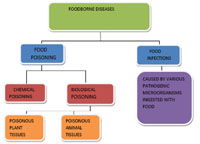 FOODBORNE DISEASES
FOOD
POISONING
FOOD
INFECTIONS
CHEMICAL
POISONING
BIOLOGICAL
POISONING
CAUSED BY VARIOUS
PATHOGENIC
MICROORGANISMS
INGESTED WITH
FOOD
POISONOUS
PLANT
TISSUES
POISONOUS
ANIMAL
TISSUES